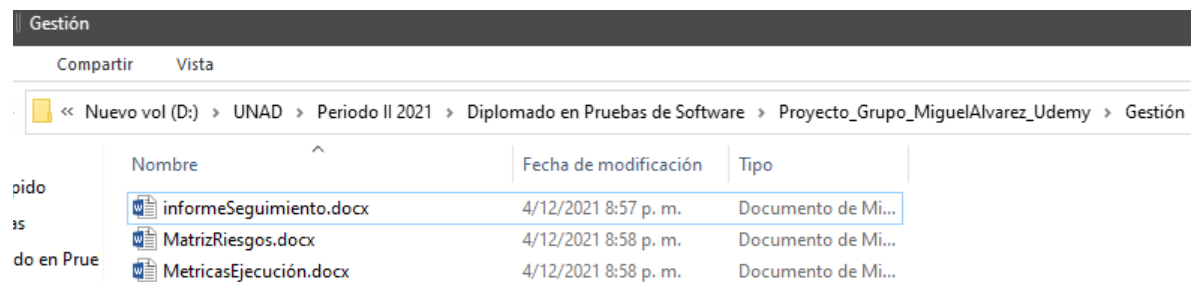 Gestión
Compartir Vista
« Nuevo vol (D:) > UNAD > Periodo II 2021 > Diplomado en Pruebas de Software > Proyecto_Grupo_MiguelAlvarez_Udemy > Gestión
Nombre Fecha de modificación Tipo
pido
informeSeguimiento.docx 4/12/2021 8:57 p. m. Documento de Mi...
as
MatrizRiesgos.docx 4/12/2021 8:58 p. m. Documento de Mi...
do en Prue
MetricasEjecución.docx 4/12/2021 8:58 p. m. Documento de Mi...